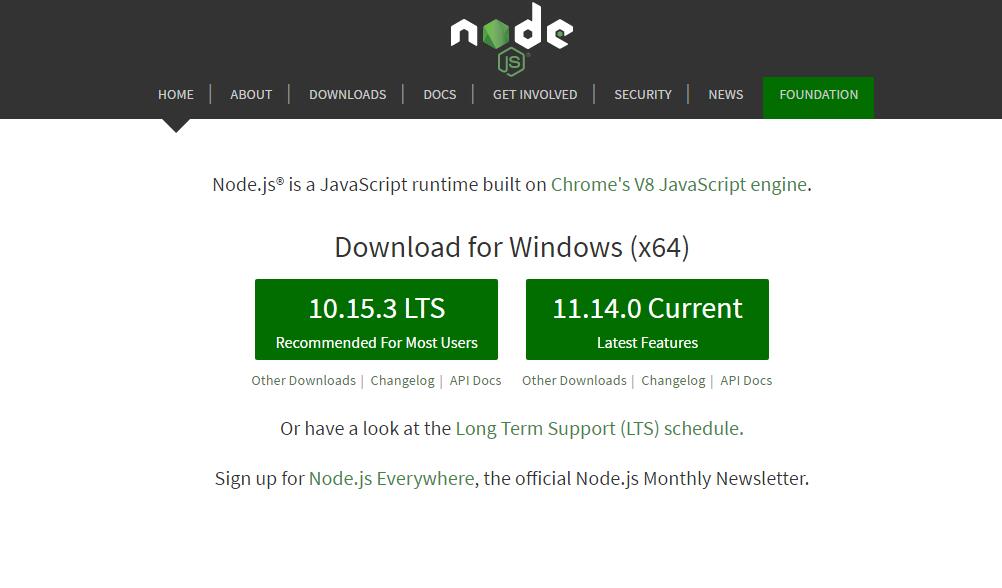 node
JS®
HOME | ABOUT | DOWNLOADS | DOCS | GET INVOLVED | SECURITY | NEWS FOUNDATION
Node.js® is a JavaScript runtime built on Chrome's V8 JavaScript engine.
Download for Windows (x64)
10.15.3 LTS 11.14.0 Current
Recommended For Most Users Latest Features
Other Downloads | Changelog | API Docs Other Downloads | Changelog | API Docs
Or have a look at the Long Term Support (LTS) schedule.
Sign up for Node.js Everywhere, the official Node.js Monthly Newsletter.